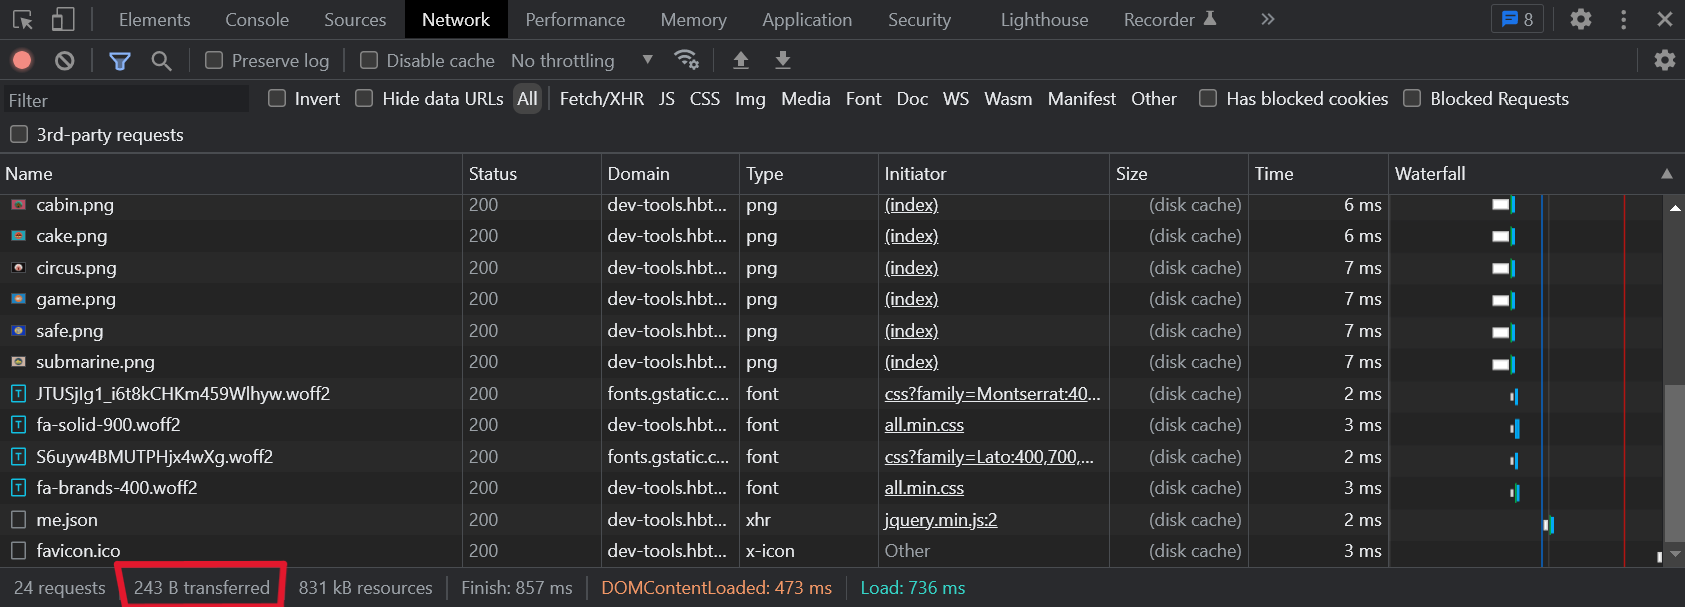 Elements Console Sources Network Performance Memory Application Security Lighthouse Recorder » 8
Preserve log Disable cache No throttling
Filter Invert Hide data URLs All Fetch/XHR JS CSS Img Media Font Doc WS Wasm Manifest Other Has blocked cookies Blocked Requests
3rd-party requests
Name Status Domain Type Initiator Size Time Waterfall
cabin.png 200 dev-tools.hbt... png (index) (disk cache) 6 ms
cake.png 200 dev-tools.hbt... png (index) (disk cache) 6 ms
circus.png 200 dev-tools.hbt... png (index) (disk cache) 7 ms
game.png 200 dev-tools.hbt... png (index) (disk cache) 7 ms
safe.png 200 dev-tools.hbt... png (index) (disk cache) 7 ms
submarine.png 200 dev-tools.hbt... png (index) (disk cache) 7 ms
JTUSjIg1_i6t8kCHKm459Wlhyw.woff2 200 fonts.gstatic.c... font css?family=Montserrat:40... (disk cache) 2 ms
fa-solid-900.woff2 200 dev-tools.hbt... font all.min.css (disk cache) 3 ms
S6uyw4BMUTPHjx4wXg.woff2 200 fonts.gstatic.c... font css?family=Lato:400,700,... (disk cache) 2 ms
fa-brands-400.woff2 200 dev-tools.hbt... font all.min.css (disk cache) 3 ms
me.json 200 dev-tools.hbt... xhr jquery.min.js:2 (disk cache) 2 ms
favicon.ico 200 dev-tools.hbt... x-icon Other (disk cache) 3 ms
24 requests 243 B transferred 831 kB resources Finish: 857 ms DOMContentLoaded: 473 ms Load: 736 ms